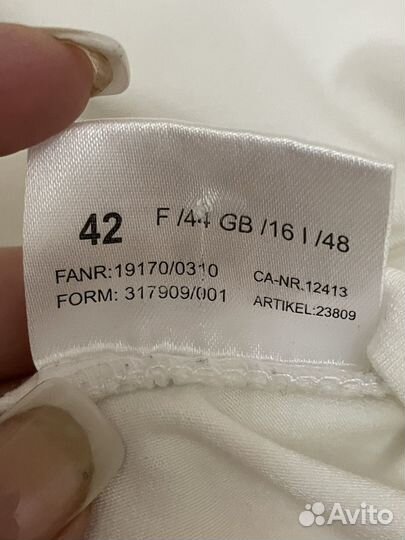 42 F /44 GB /16 I /48
FANR:19170/0310 CA-NR.12413
FORM: 317909/001 ARTIKEL:23809
Avito